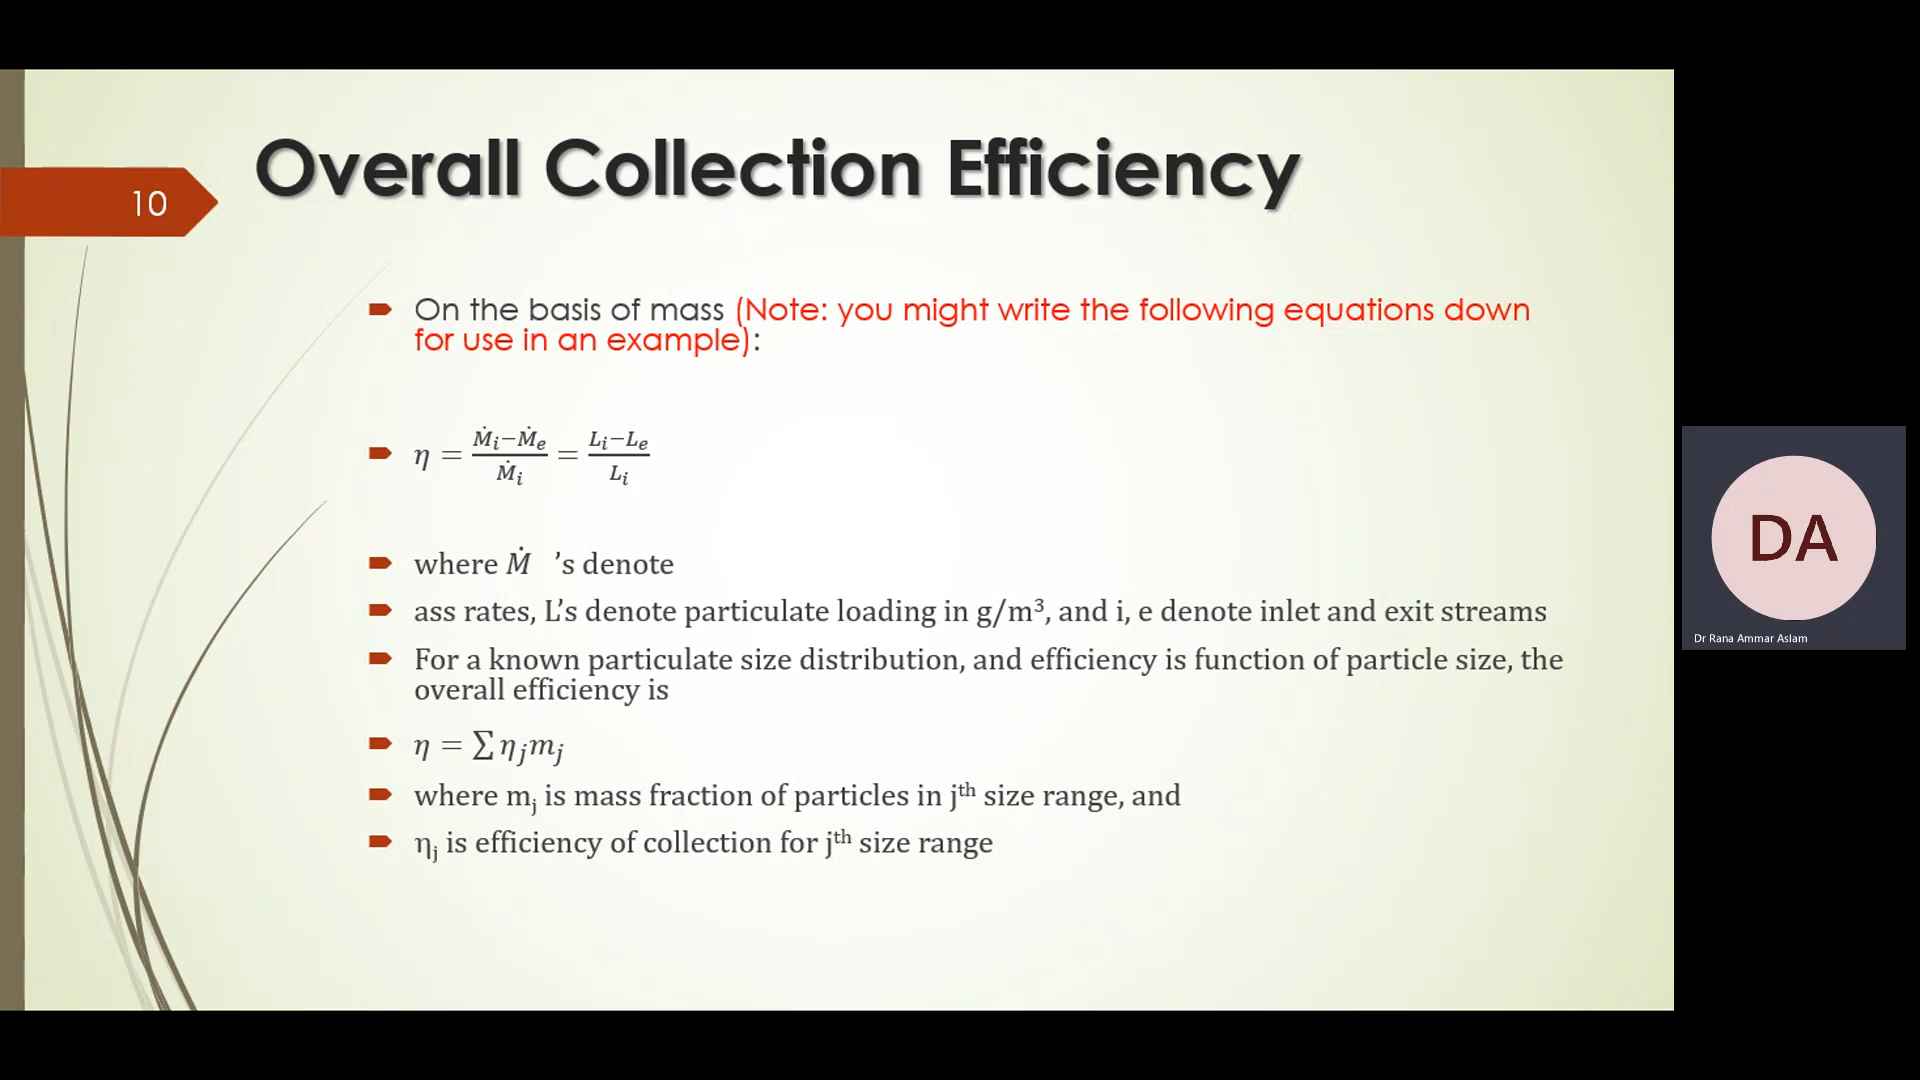 10
Overall Collection Efficiency
On the basis of mass (Note: you might write the following equations down
for use in an example):
η = (Ṁᵢ−Ṁₑ)/Ṁᵢ = (Lᵢ−Lₑ)/Lᵢ
where Ṁ ’s denote
ass rates, L’s denote particulate loading in g/m³, and i, e denote inlet and exit streams
For a known particulate size distribution, and efficiency is function of particle size, the
overall efficiency is
η = ∑ ηⱼmⱼ
where mⱼ is mass fraction of particles in jᵗʰ size range, and
ηⱼ is efficiency of collection for jᵗʰ size range
DA
Dr Rana Ammar Aslam